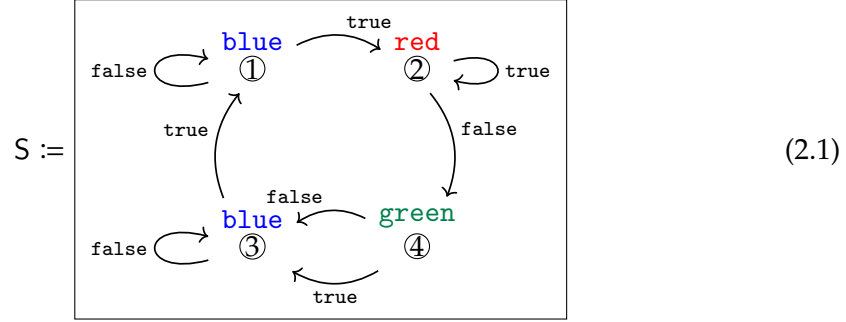 true
blue red
false ① ② true
true false
S := (2.1)
false
blue green
false ③ ④
true